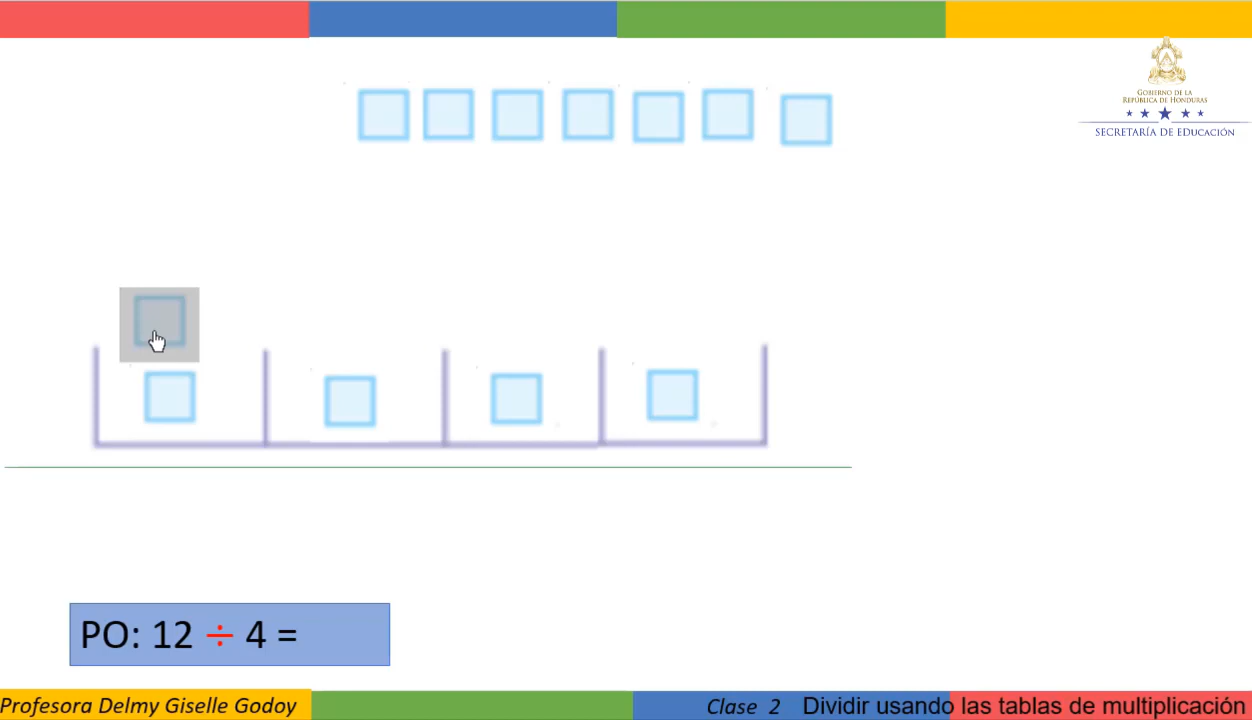 GOBIERNO DE LA
REPÚBLICA DE HONDURAS
SECRETARÍA DE EDUCACIÓN
PO: 12 ÷ 4 =
Profesora Delmy Giselle Godoy
Clase 2 Dividir usando las tablas de multiplicación